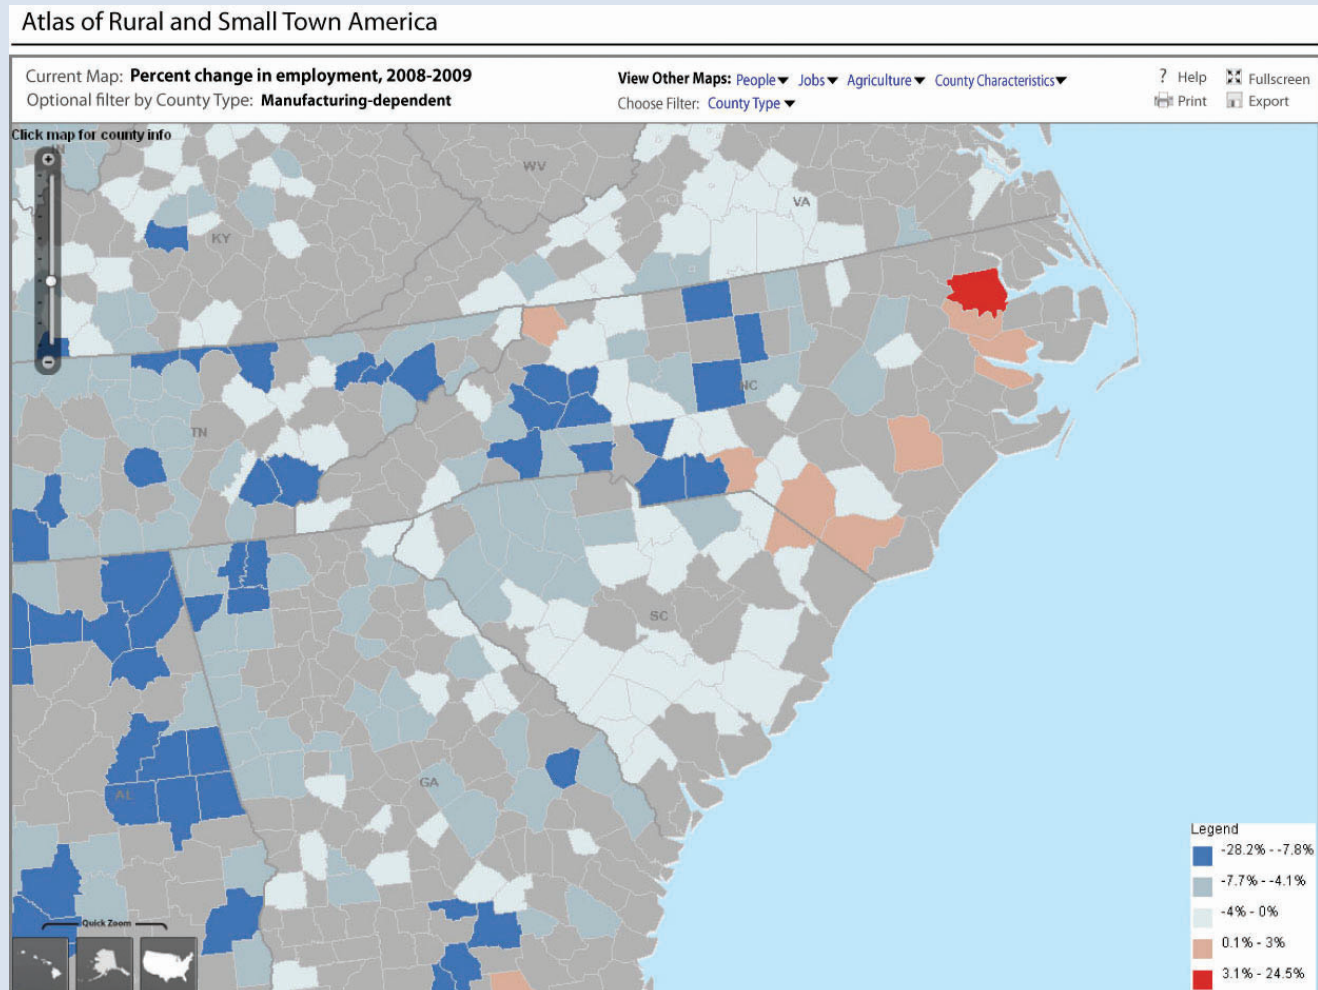 Atlas of Rural and Small Town America
Current Map: Percent change in employment, 2008-2009
Optional filter by County Type: Manufacturing-dependent
View Other Maps: People▼ Jobs▼ Agriculture▼ County Characteristics▼
Choose Filter: County Type ▼
? Help Fullscreen
Print Export
Click map for county info
IN
WV
VA
KY
TN
NC
SC
GA
AL
Quick Zoom
Legend
-28.2% - -7.8%
-7.7% - -4.1%
-4% - 0%
0.1% - 3%
3.1% - 24.5%